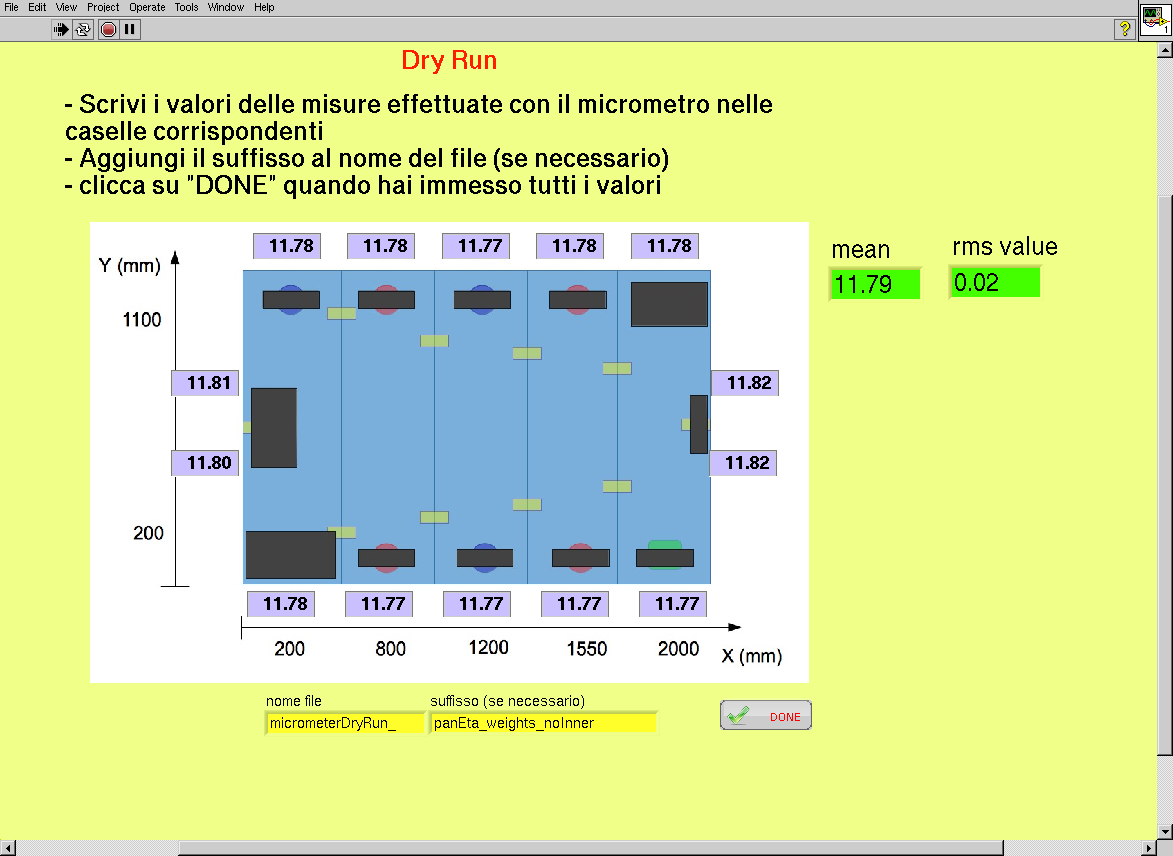 File Edit View Project Operate Tools Window Help
?
1
Dry Run
- Scrivi i valori delle misure effettuate con il micrometro nelle
caselle corrispondenti
- Aggiungi il suffisso al nome del file (se necessario)
- clicca su "DONE" quando hai immesso tutti i valori
11.78 11.78 11.77 11.78 11.78
mean
rms value
11.79
0.02
Y (mm)
1100
11.81
11.82
11.80
11.82
200
11.78 11.77 11.77 11.77 11.77
200 800 1200 1550 2000
X (mm)
nome file
suffisso (se necessario)
micrometerDryRun_
panEta_weights_noInner
DONE